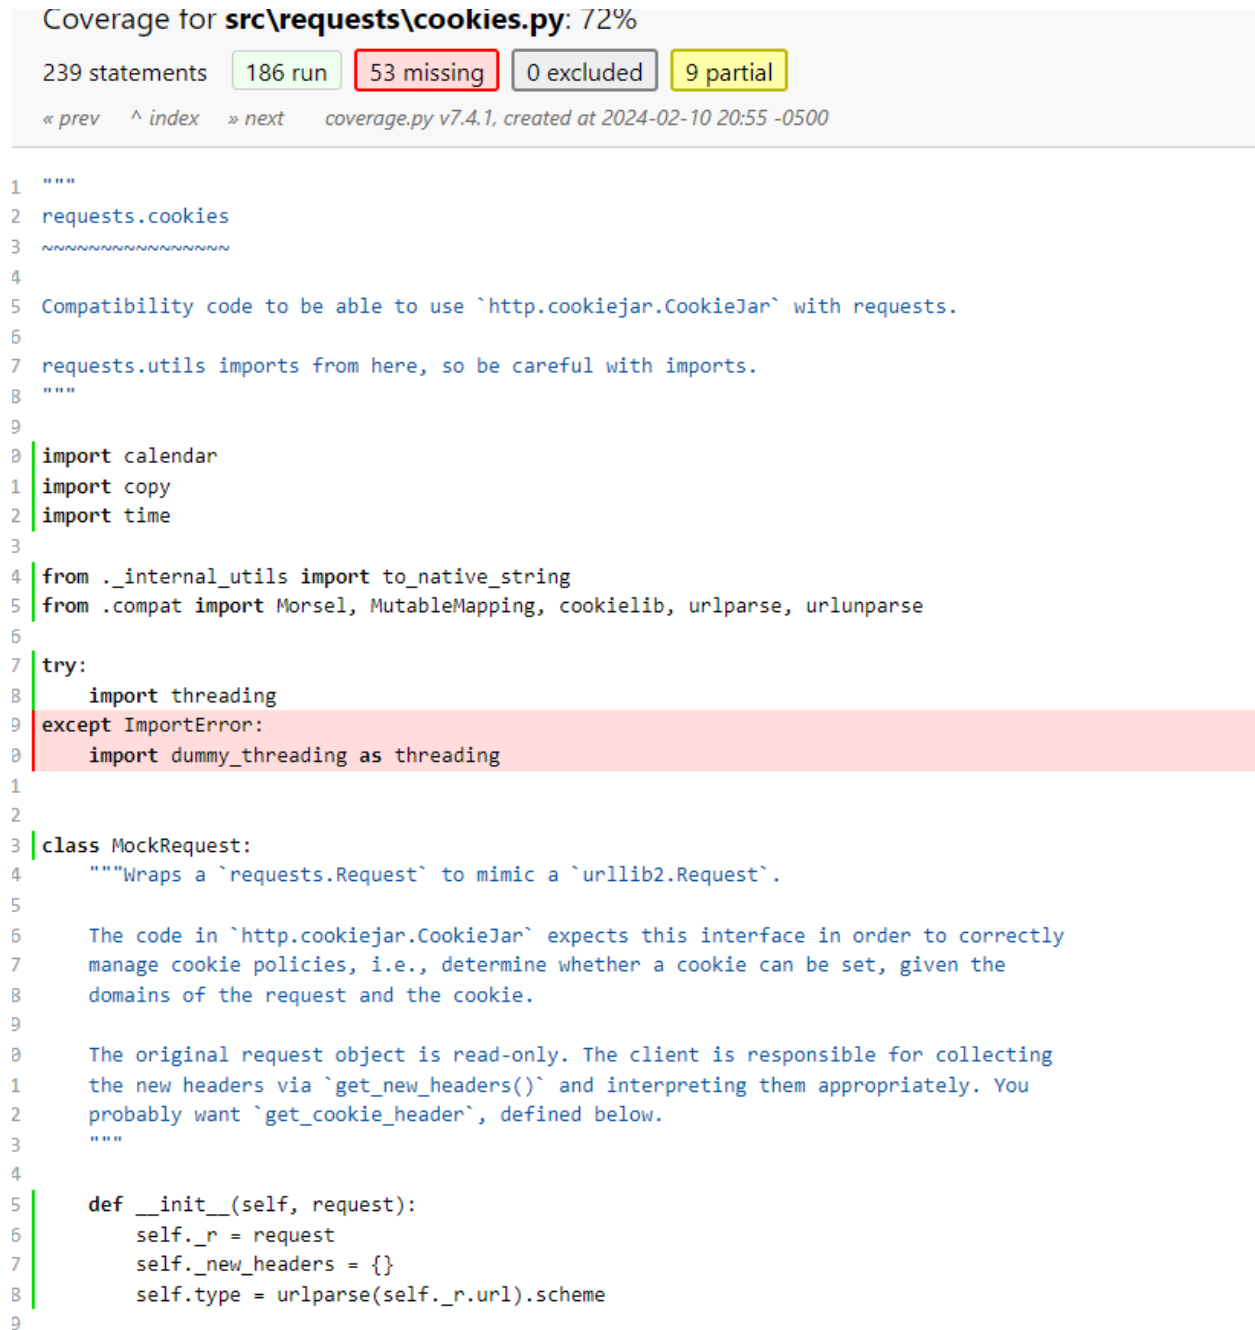 Coverage for src\requests\cookies.py: 72%
239 statements 186 run 53 missing 0 excluded 9 partial
« prev ^ index » next coverage.py v7.4.1, created at 2024-02-10 20:55 -0500
1 """
2 requests.cookies
3 ~~~~~~~~~~~~~~~~
4
5 Compatibility code to be able to use `http.cookiejar.CookieJar` with requests.
6
7 requests.utils imports from here, so be careful with imports.
8 """
9
0 import calendar
1 import copy
2 import time
3
4 from ._internal_utils import to_native_string
5 from .compat import Morsel, MutableMapping, cookielib, urlparse, urlunparse
6
7 try:
8     import threading
9 except ImportError:
0     import dummy_threading as threading
1
2
3 class MockRequest:
4     """Wraps a `requests.Request` to mimic a `urllib2.Request`.
5
6     The code in `http.cookiejar.CookieJar` expects this interface in order to correctly
7     manage cookie policies, i.e., determine whether a cookie can be set, given the
8     domains of the request and the cookie.
9
0     The original request object is read-only. The client is responsible for collecting
1     the new headers via `get_new_headers()` and interpreting them appropriately. You
2     probably want `get_cookie_header`, defined below.
3     """
4
5     def __init__(self, request):
6         self._r = request
7         self._new_headers = {}
8         self.type = urlparse(self._r.url).scheme
9